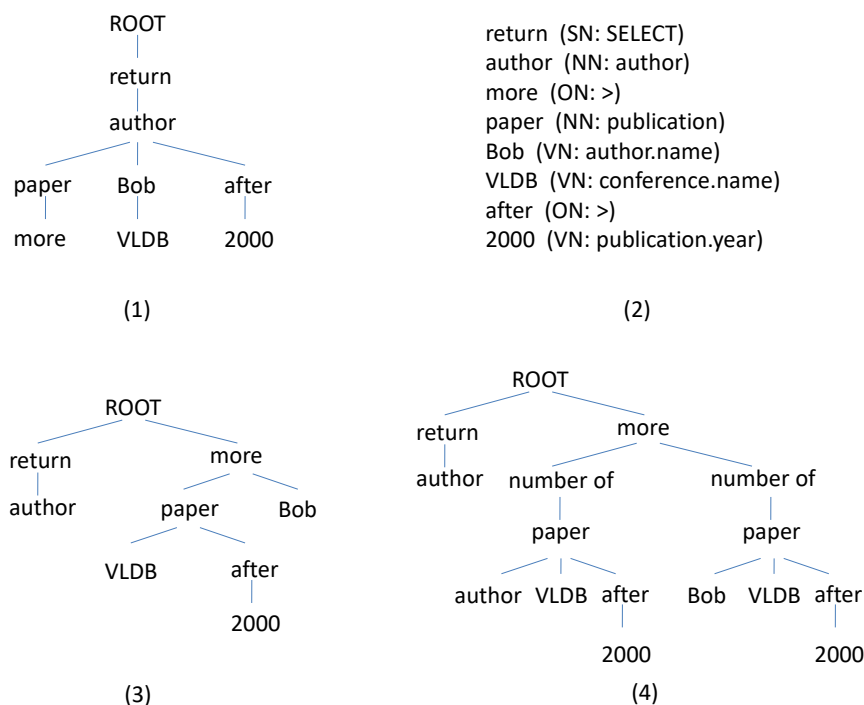 ROOT
return
author
paper Bob after
more VLDB 2000
(1)
return (SN: SELECT)
author (NN: author)
more (ON: >)
paper (NN: publication)
Bob (VN: author.name)
VLDB (VN: conference.name)
after (ON: >)
2000 (VN: publication.year)
(2)
ROOT
return more
author paper Bob
VLDB after
2000
(3)
ROOT
return more
author number of number of
paper paper
author VLDB after Bob VLDB after
2000 2000
(4)